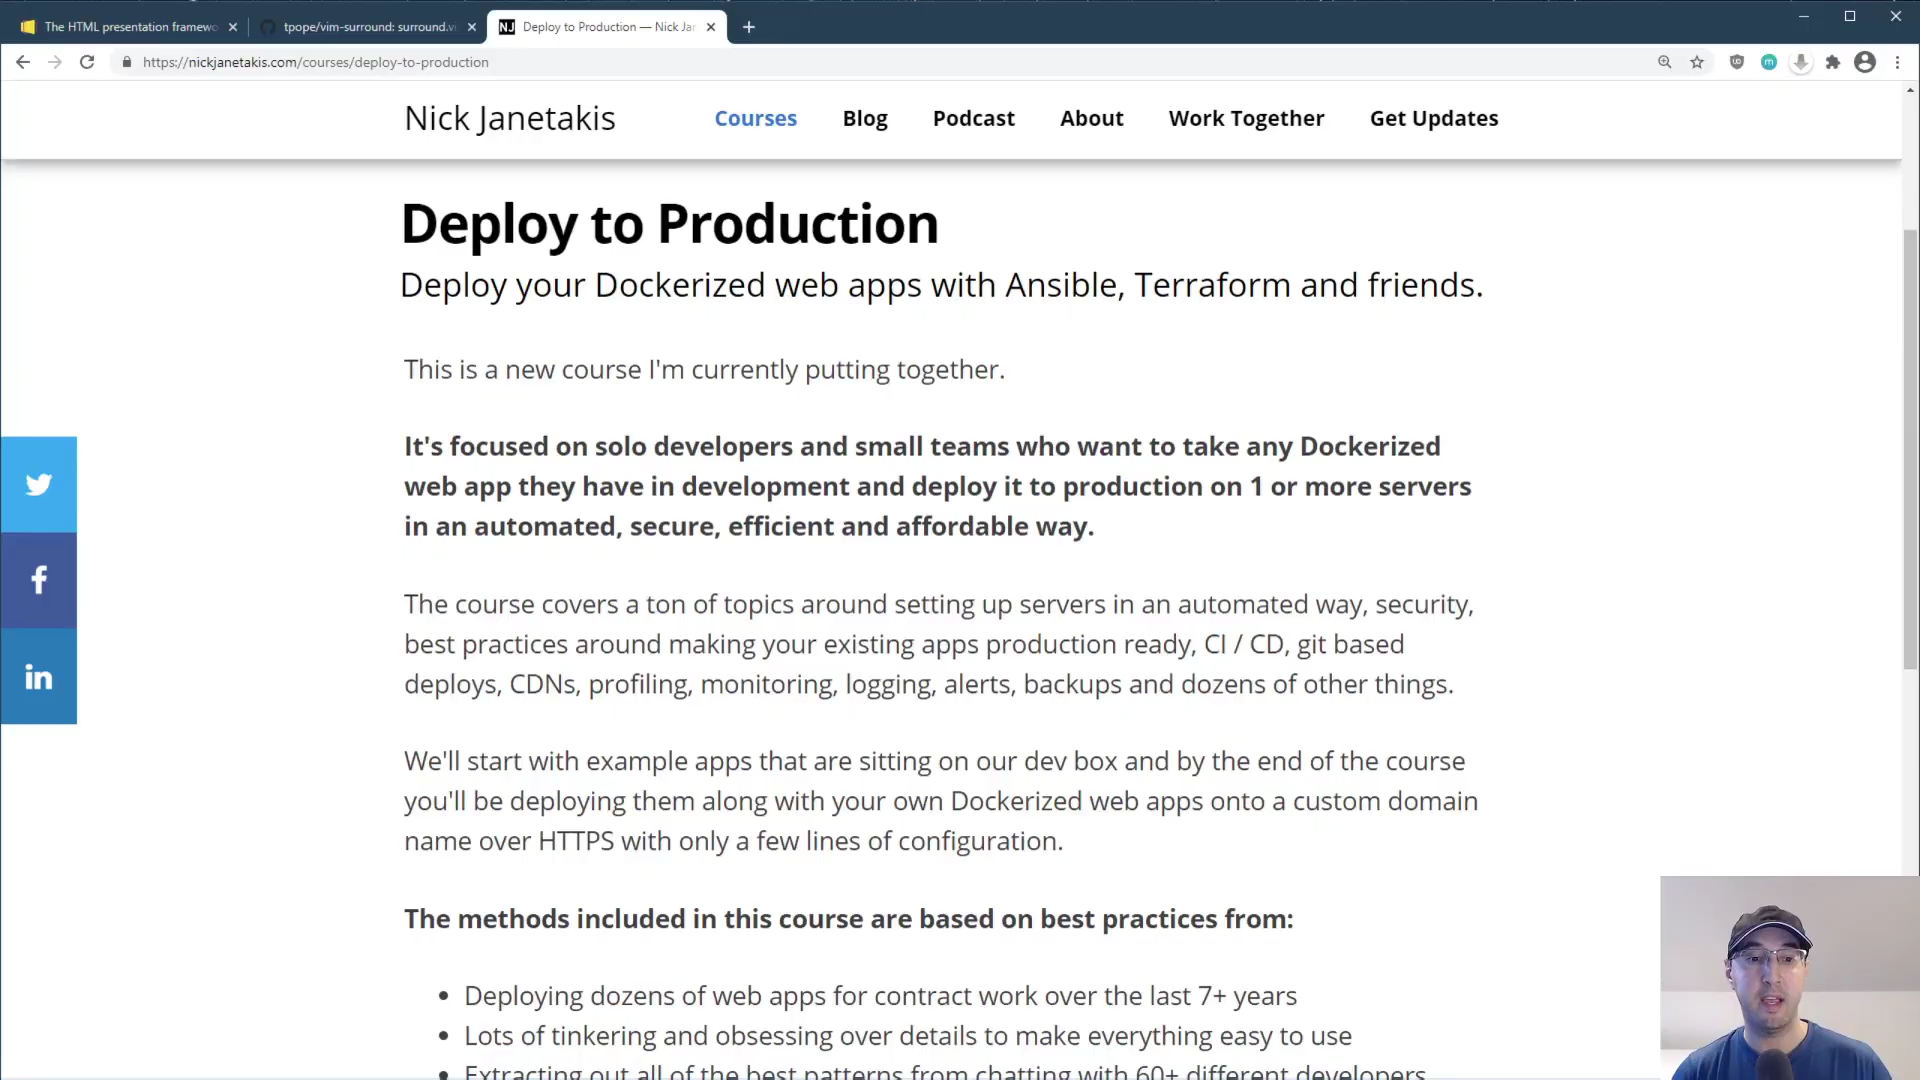 The HTML presentation framewo
tpope/vim-surround: surround.vi
NJ Deploy to Production — Nick Jar
https://nickjanetakis.com/courses/deploy-to-production
Nick Janetakis Courses Blog Podcast About Work Together Get Updates
Deploy to Production
Deploy your Dockerized web apps with Ansible, Terraform and friends.
This is a new course I'm currently putting together.
It's focused on solo developers and small teams who want to take any Dockerized
web app they have in development and deploy it to production on 1 or more servers
in an automated, secure, efficient and affordable way.
The course covers a ton of topics around setting up servers in an automated way, security,
best practices around making your existing apps production ready, CI / CD, git based
deploys, CDNs, profiling, monitoring, logging, alerts, backups and dozens of other things.
We'll start with example apps that are sitting on our dev box and by the end of the course
you'll be deploying them along with your own Dockerized web apps onto a custom domain
name over HTTPS with only a few lines of configuration.
The methods included in this course are based on best practices from:
• Deploying dozens of web apps for contract work over the last 7+ years
• Lots of tinkering and obsessing over details to make everything easy to use
• Extracting out all of the best patterns from chatting with 60+ different developers